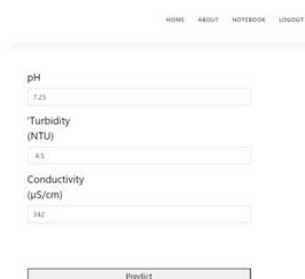 HOME ABOUT NOTEBOOK LOGOUT
pH
7.25
'Turbidity
(NTU)
4.5
Conductivity
(µS/cm)
342
Predict